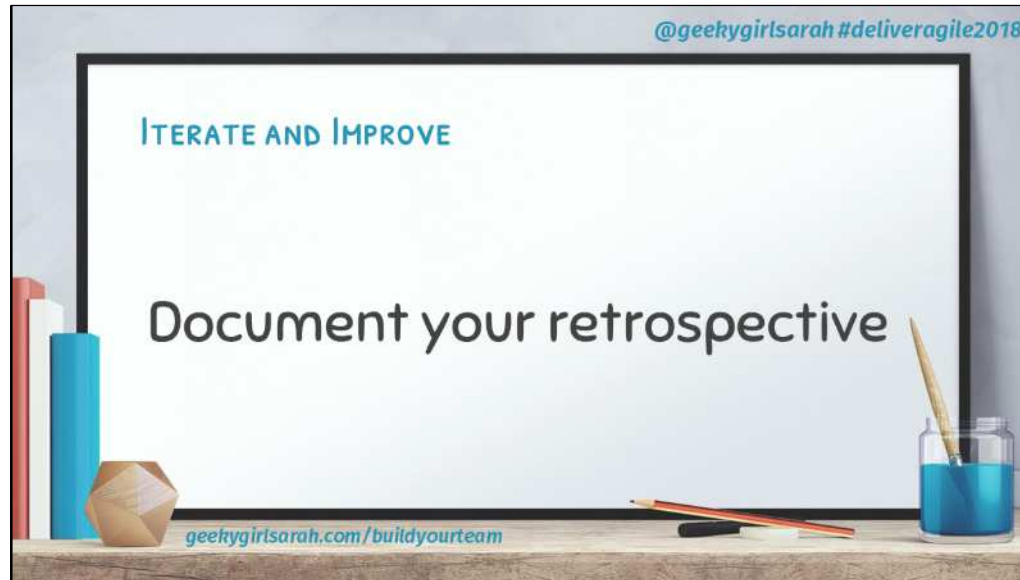 @geekygirlsarah #deliveragile2018
ITERATE AND IMPROVE
Document your retrospective
geekygirlsarah.com/buildyourteam